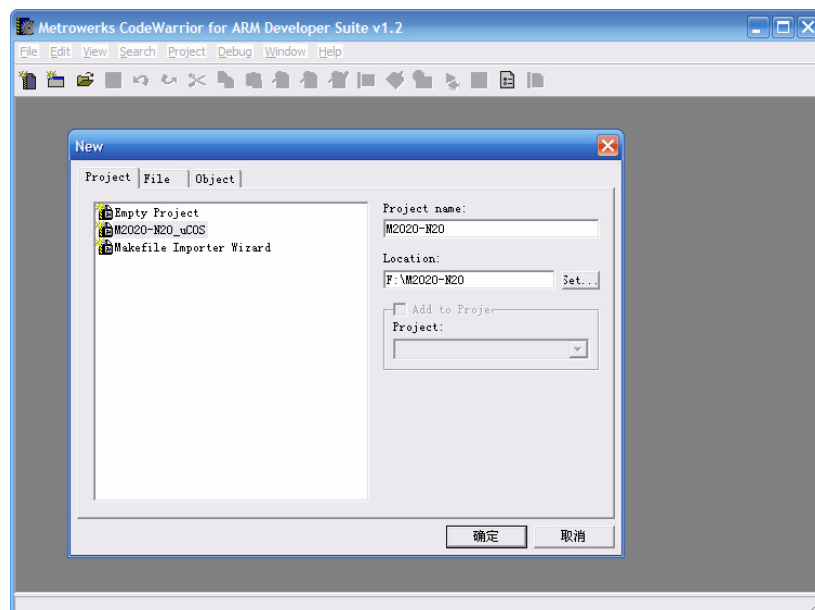 Metrowerks CodeWarrior for ARM Developer Suite v1.2
File Edit View Search Project Debug Window Help
New
Project File Object
Empty Project
M2020-N20_uCOS
Makefile Importer Wizard
Project name:
M2020-N20
Location:
F:\M2020-N20
Set...
Add to Projec
Project:
确定 取消